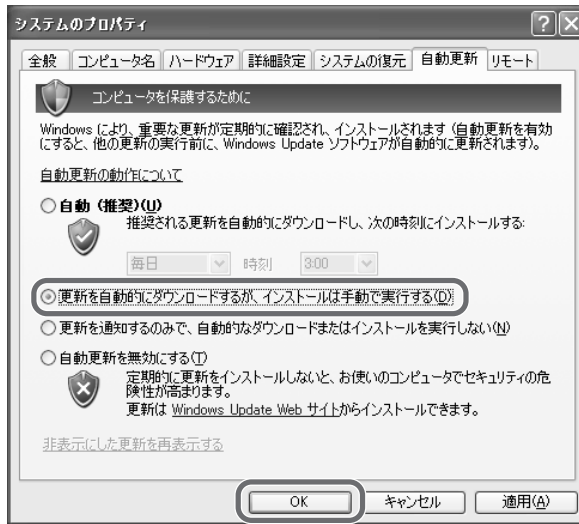 システムのプロパティ
全般 コンピュータ名 ハードウェア 詳細設定 システムの復元 自動更新 リモート
コンピュータを保護するために
Windows により、重要な更新が定期的に確認され、インストールされます (自動更新を有効
にすると、他の更新の実行前に、Windows Update ソフトウェアが自動的に更新されます)。
自動更新の動作について
自動 (推奨)(U)
推奨される更新を自動的にダウンロードし、次の時刻にインストールする:
毎日 時刻 3:00
更新を自動的にダウンロードするが、インストールは手動で実行する(D)
更新を通知するのみで、自動的なダウンロードまたはインストールを実行しない(N)
自動更新を無効にする(T)
定期的に更新をインストールしないと、お使いのコンピュータでセキュリティの危
険性が高まります。
更新は Windows Update Web サイトからインストールできます。
非表示にした更新を再表示する
OK キャンセル 適用(A)